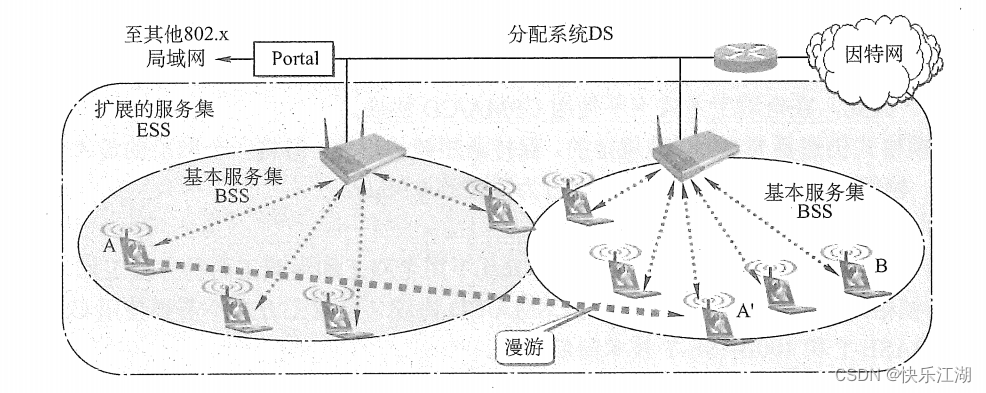 至其他802.x
局域网
Portal
分配系统DS
因特网
扩展的服务集
ESS
基本服务集
BSS
基本服务集
BSS
A
B
A'
漫游
CSDN @快乐江湖